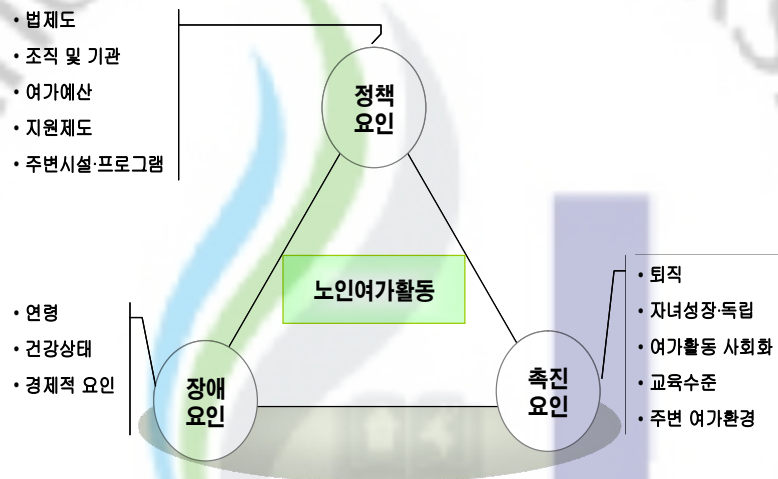 • 법제도
• 조직 및 기관
• 여가예산
• 지원제도
• 주변시설·프로그램
정책
요인
노인여가활동
• 연령
• 건강상태
• 경제적 요인
장애
요인
촉진
요인
• 퇴직
• 자녀성장·독립
• 여가활동 사회화
• 교육수준
• 주변 여가환경